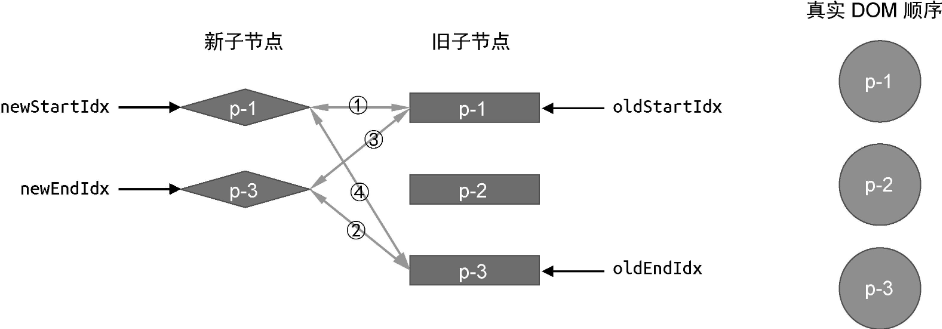 真实 DOM 顺序
新子节点 旧子节点
newStartIdx p-1 ① p-1 oldStartIdx p-1
③
newEndIdx p-3 ④ p-2 p-2
②
p-3 oldEndIdx p-3